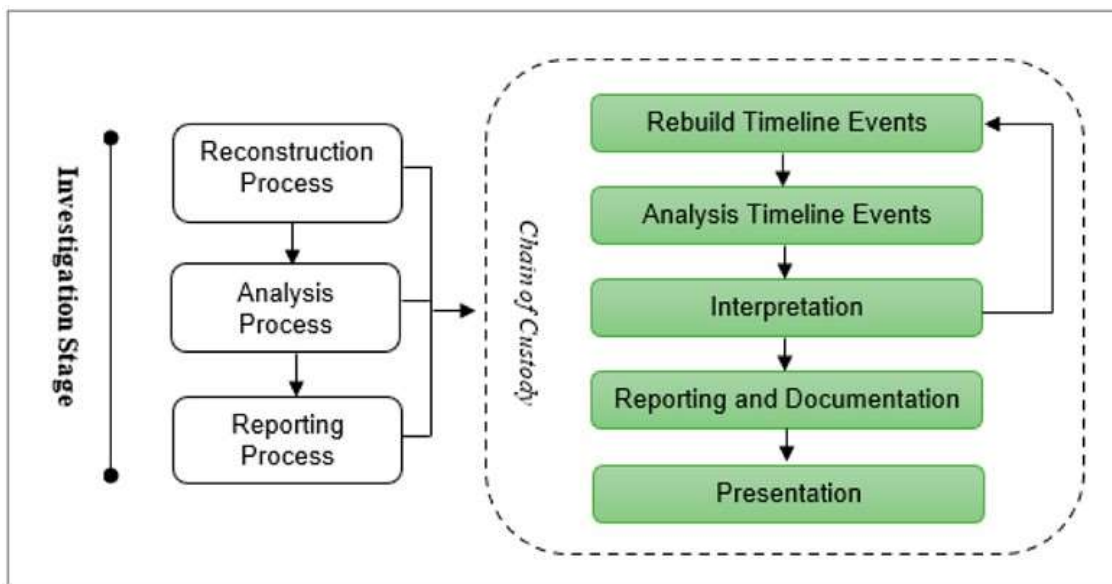 Investigation Stage
Reconstruction
Process
Analysis
Process
Reporting
Process
Chain of Custody
Rebuild Timeline Events
Analysis Timeline Events
Interpretation
Reporting and Documentation
Presentation